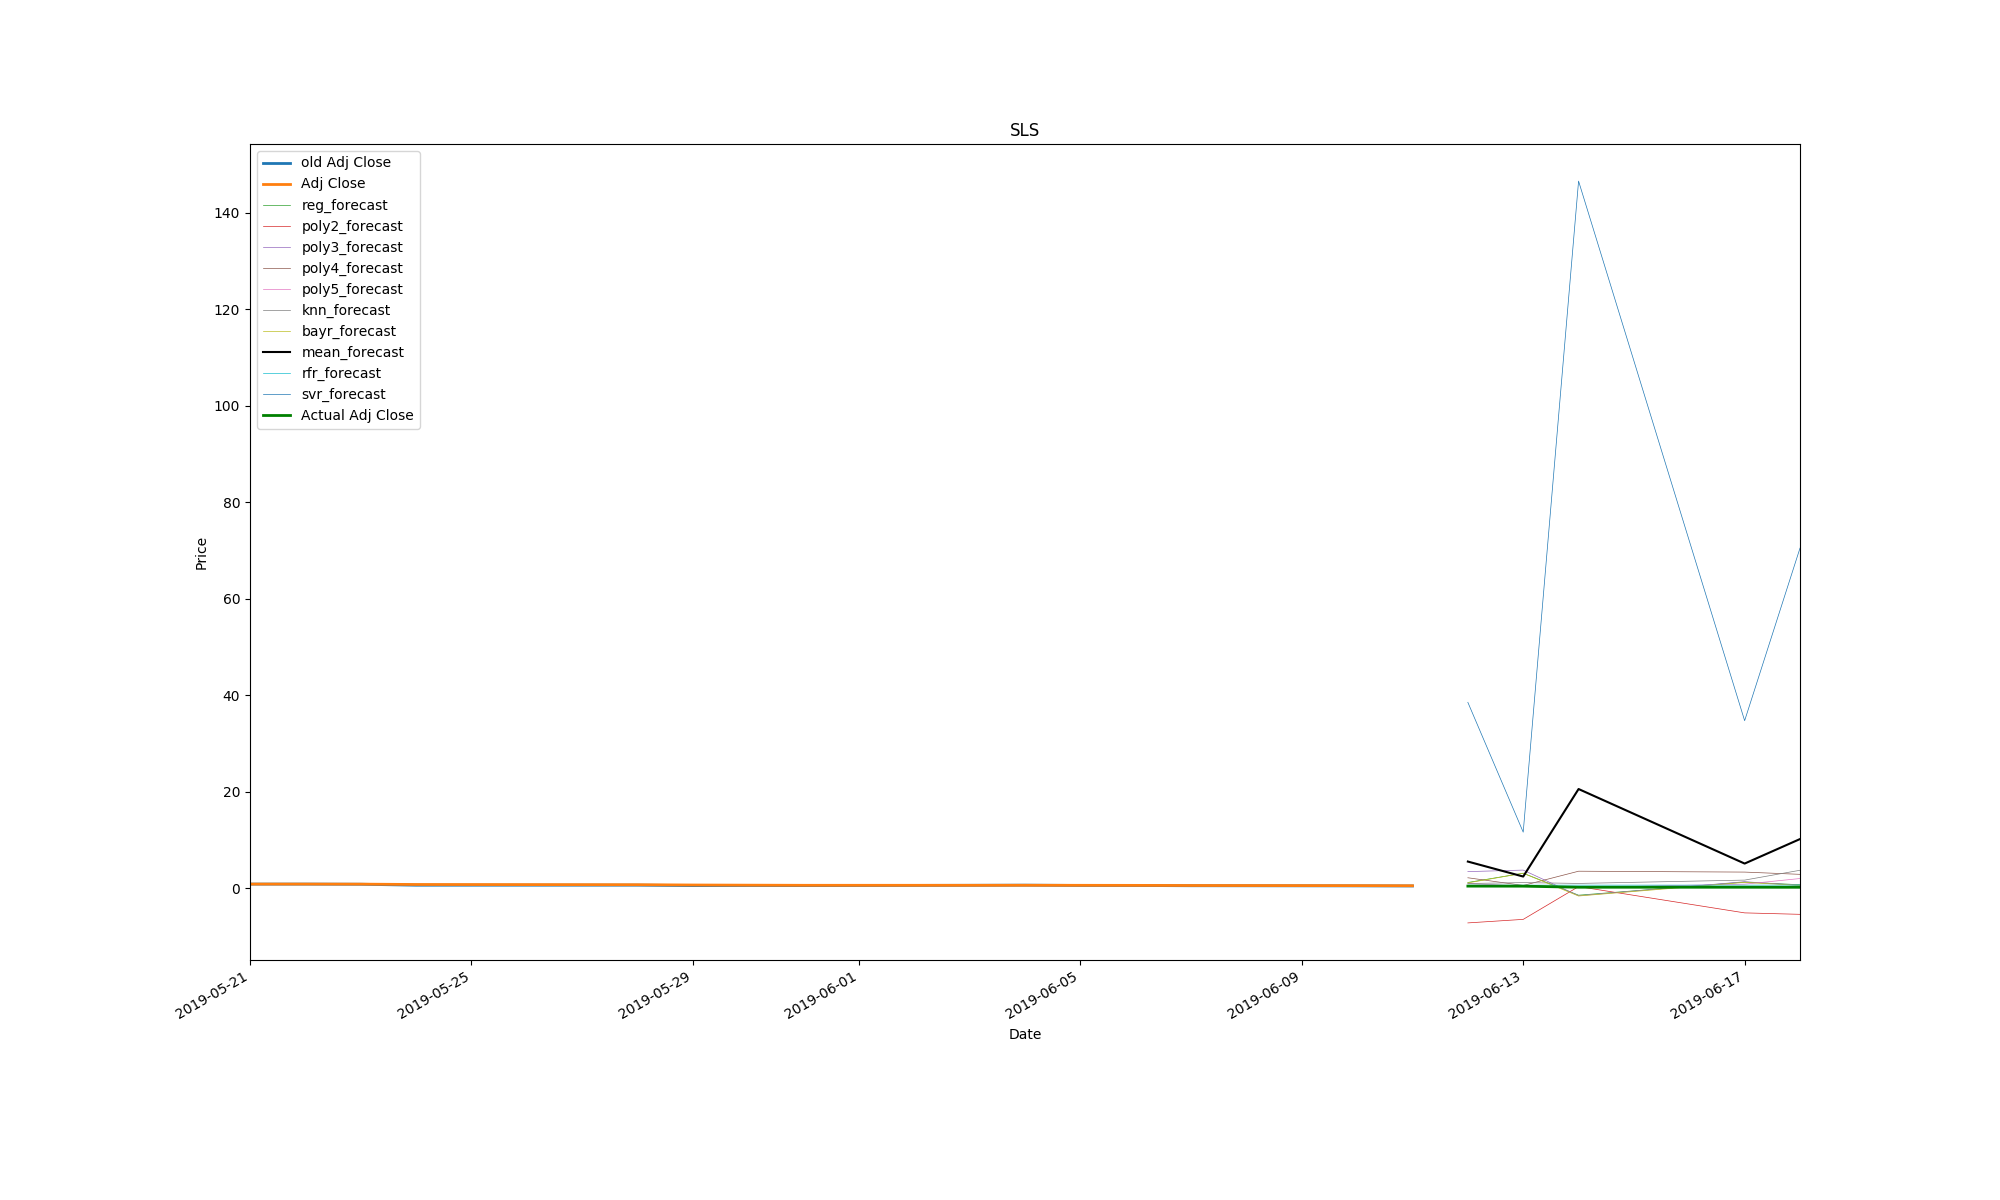 SLS
old Adj Close
Adj Close
reg_forecast
poly2_forecast
poly3_forecast
poly4_forecast
poly5_forecast
knn_forecast
bayr_forecast
mean_forecast
rfr_forecast
svr_forecast
Actual Adj Close
140
120
100
80
60
40
20
0
Price
2019-05-21
2019-05-25
2019-05-29
2019-06-01
2019-06-05
2019-06-09
2019-06-13
2019-06-17
Date